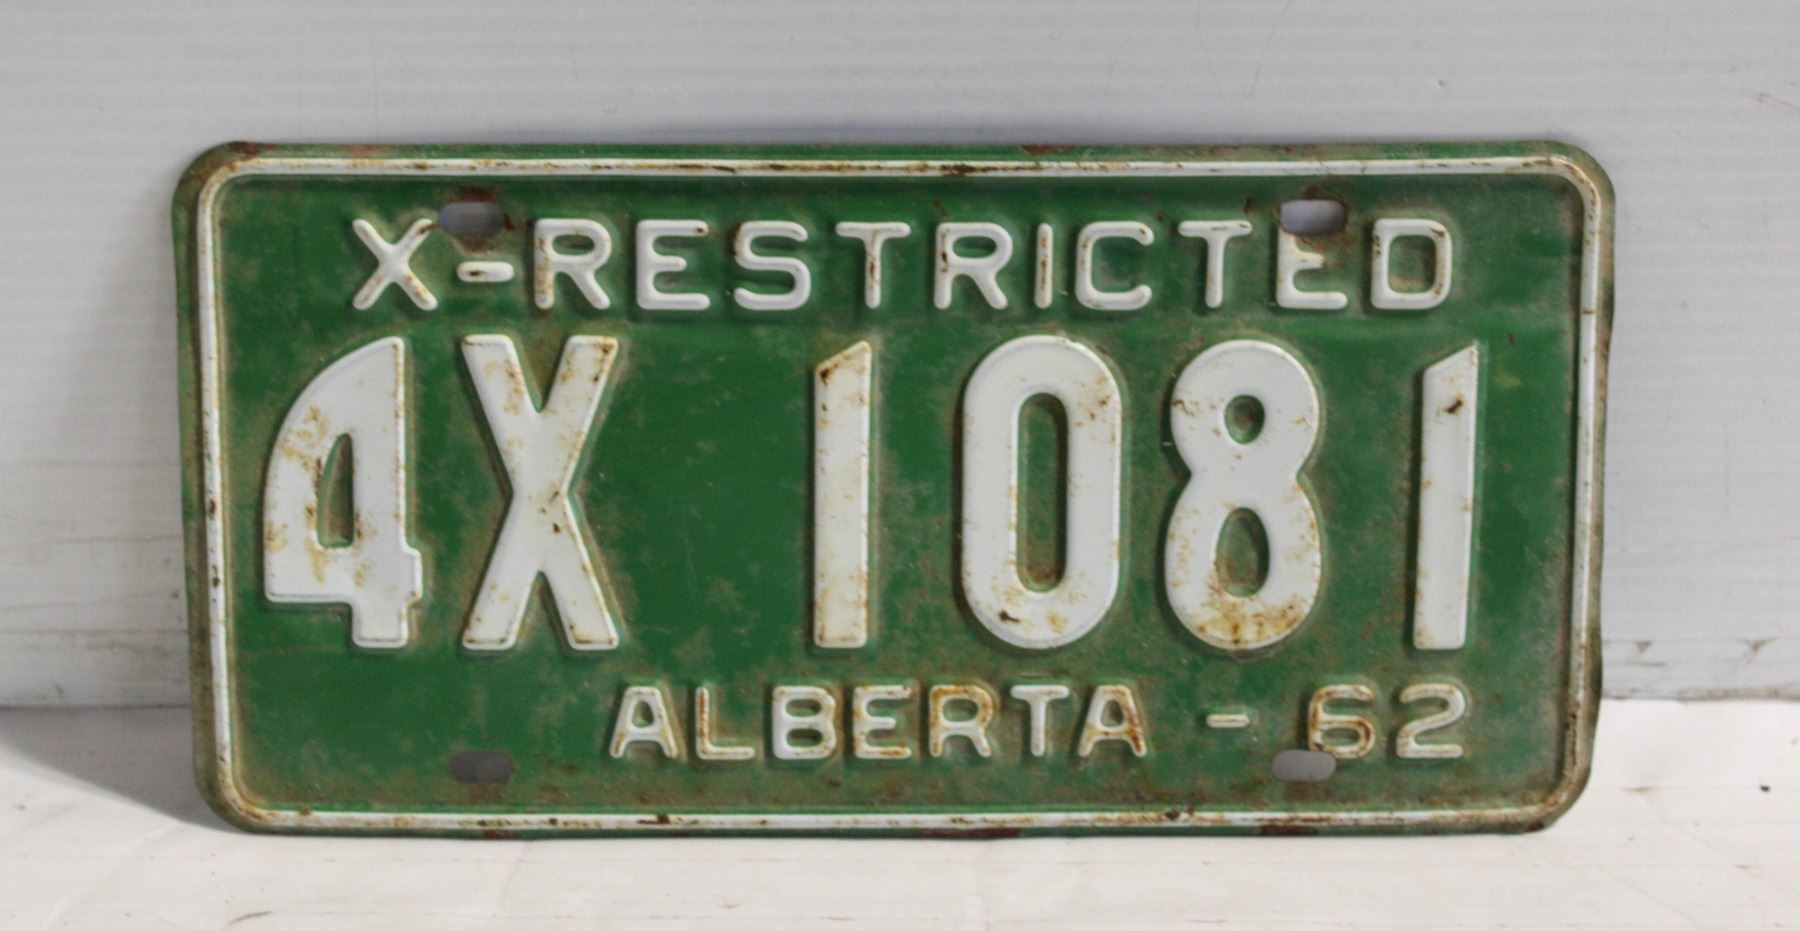 X-RESTRICTED
4X 1081
ALBERTA - 62